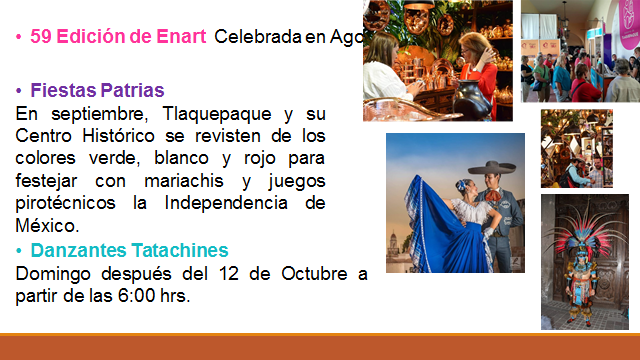 • 59 Edición de Enart Celebrada en Ago
• Fiestas Patrias
En septiembre, Tlaquepaque y su
Centro Histórico se revisten de los
colores verde, blanco y rojo para
festejar con mariachis y juegos
pirotécnicos la Independencia de
México.
• Danzantes Tatachines
Domingo después del 12 de Octubre a
partir de las 6:00 hrs.